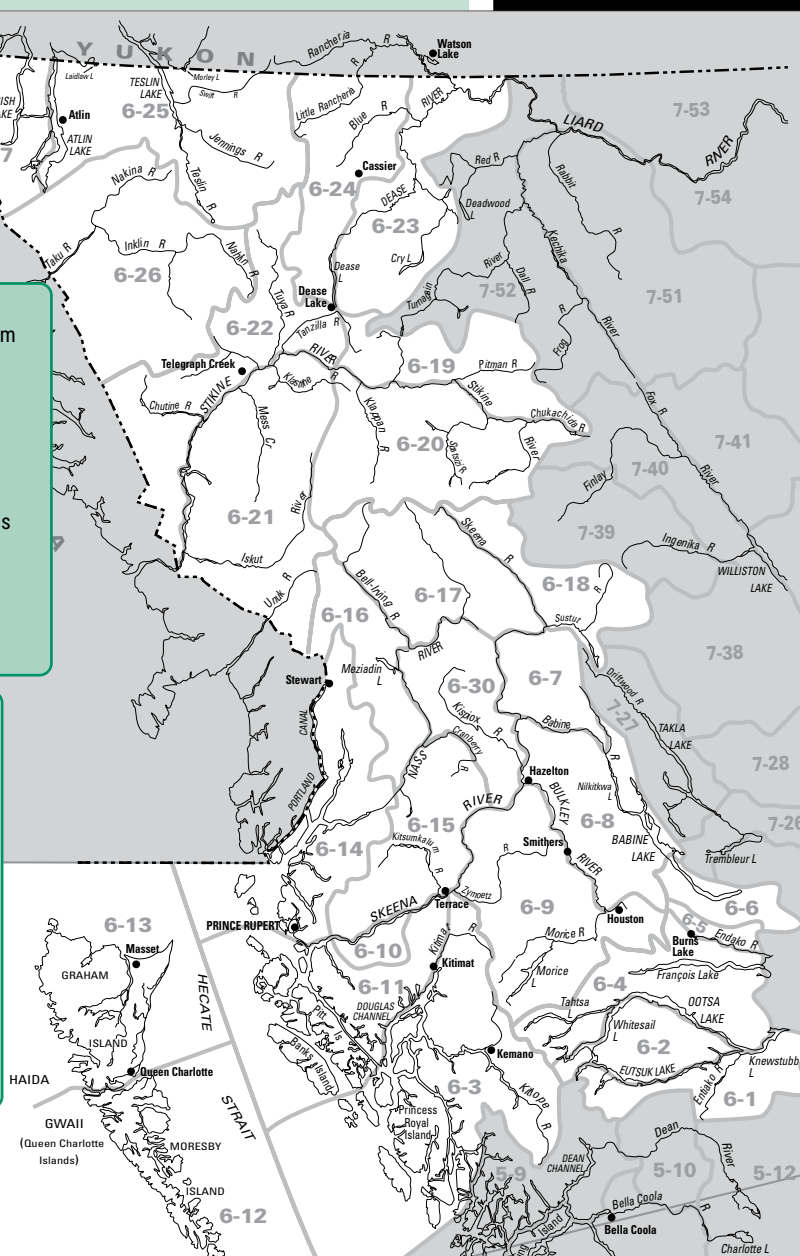 YUKON
Rancheria R
Watson
Lake
Laidlaw L
TESLIN
LAKE
Morley L
Swift R
Little Rancheria R
Blue R
RIVER
6-25
Atlin
ATLIN
LAKE
7
Jennings R
LIARD
RIVER
7-53
7-54
Nakina R
Teslin R
Cassier
6-24
DEASE
Red R
Rabbit R
Deadwood
L
6-23
Cry L
Kechika
River
Taku R
Inklin R
Nahlin R
6-26
Dease
L
Tuya R
Dease
Lake
River
Dall R
Tumagain
7-52
7-51
m
6-22
Tanzilla R
RIVER
Frog R
Telegraph Creek
STIKINE
Klastline R
6-19
Pitman R
Fox R
Chutine R
Mess Cr
Klappan R
Stikine
Chukachida R
River
6-20
Spatsizi R
7-41
7-40
Finlay
River
s
6-21
River
A
7-39
Ingenika R
Iskut
Skeena R
WILLISTON
LAKE
Unuk R
6-16
Bell-Irving R
6-17
6-18
Sustut R
RIVER
7-38
Stewart
Meziadin
L
6-30
6-7
Driftwood R
7-27
Kispiox R
Cranberry R
Babine R
TAKLA
LAKE
PORTLAND CANAL
NASS
Hazelton
7-28
RIVER
BULKLEY
Nilkitkwa
L
6-15
6-8
7-26
6-14
Kitsumkalum R
Smithers
RIVER
BABINE
LAKE
Trembleur L
R
Zymoetz
SKEENA
Terrace
PRINCE RUPERT
6-9
Houston
6-6
6-5
6-13
Masset
6-10
Kitimat R
Morice R
Burns
Lake
Endako R
GRAHAM
HECATE
Kitimat
6-11
Morice
L
François Lake
6-4
DOUGLAS
CHANNEL
Pitt Is
Tahtsa
OOTSA
LAKE
ISLAND
Banks Island
Whitesail
L
6-2
HAIDA
Queen Charlotte
Kemano
EUTSUK LAKE
Knewstubb
L
6-3
Entiako R
6-1
GWAII
(Queen Charlotte
Islands)
STRAIT
Princess
Royal
Island
Kitlope R
MORESBY
DEAN
CHANNEL
Dean
River
5-9
5-10
5-12
ISLAND
6-12
Bella Coola R
Island
Bella Coola
Charlotte L